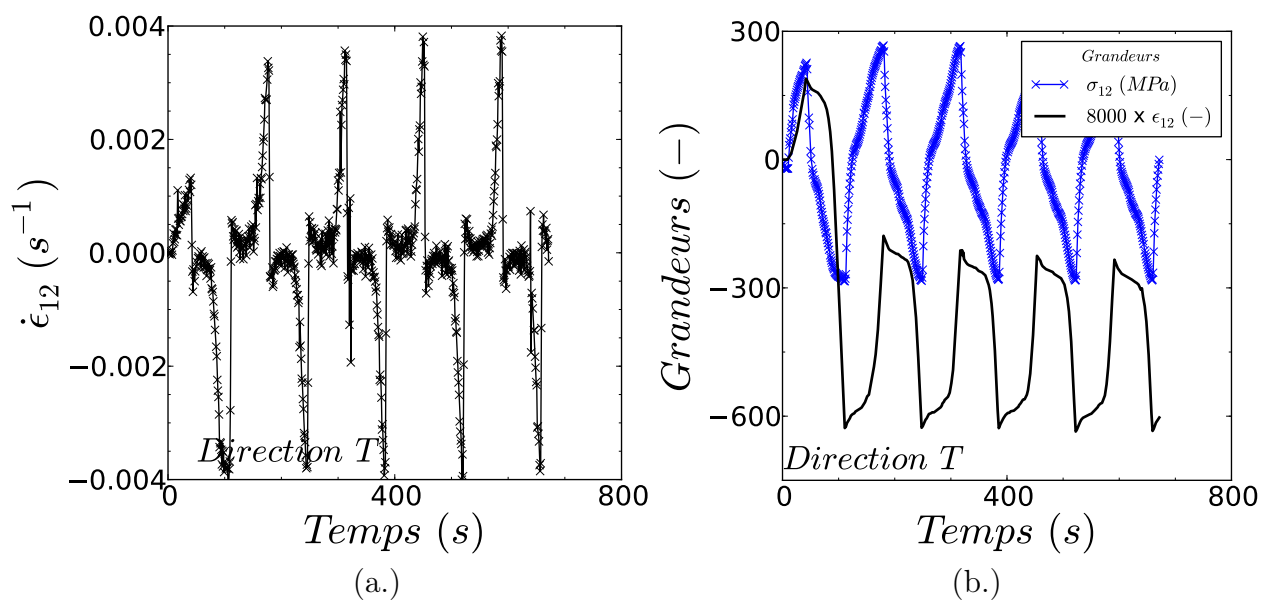 0.004
0.002
0.000
−0.002
−0.004
ϵ̇₁₂ (s⁻¹)
Direction T
0 400 800
Temps (s)
(a.)
300
0
−300
−600
Grandeurs (−)
Grandeurs
σ₁₂ (MPa)
8000 x ϵ₁₂ (−)
Direction T
0 400 800
Temps (s)
(b.)